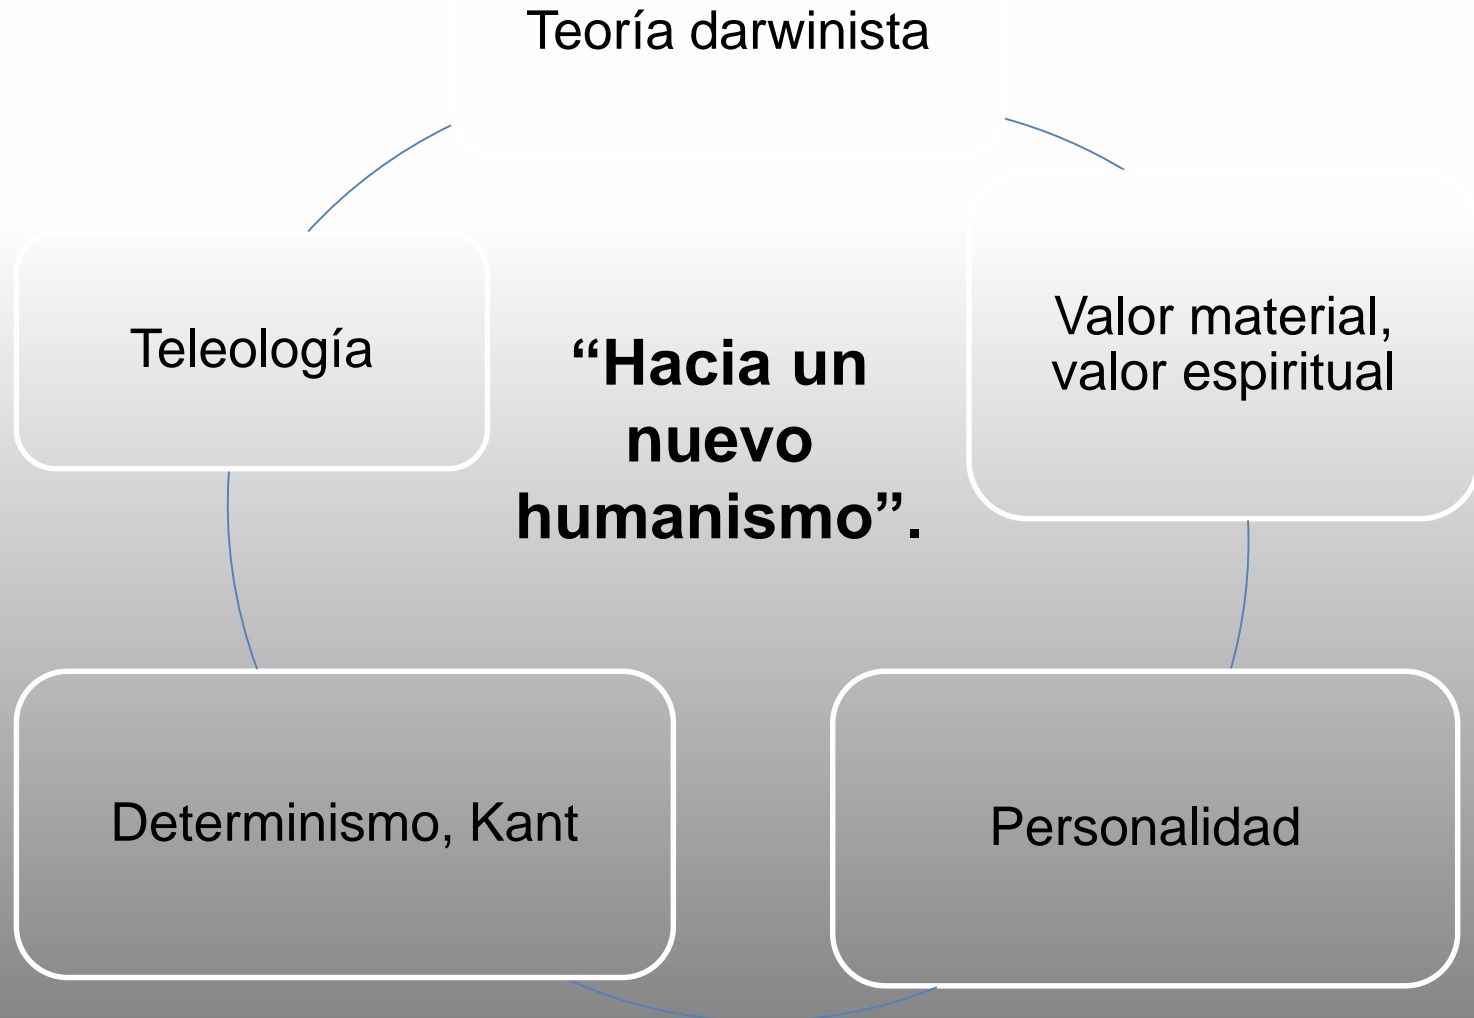 Teoría darwinista
Teleología
“Hacia un
nuevo
humanismo”.
Valor material,
valor espiritual
Determinismo, Kant
Personalidad